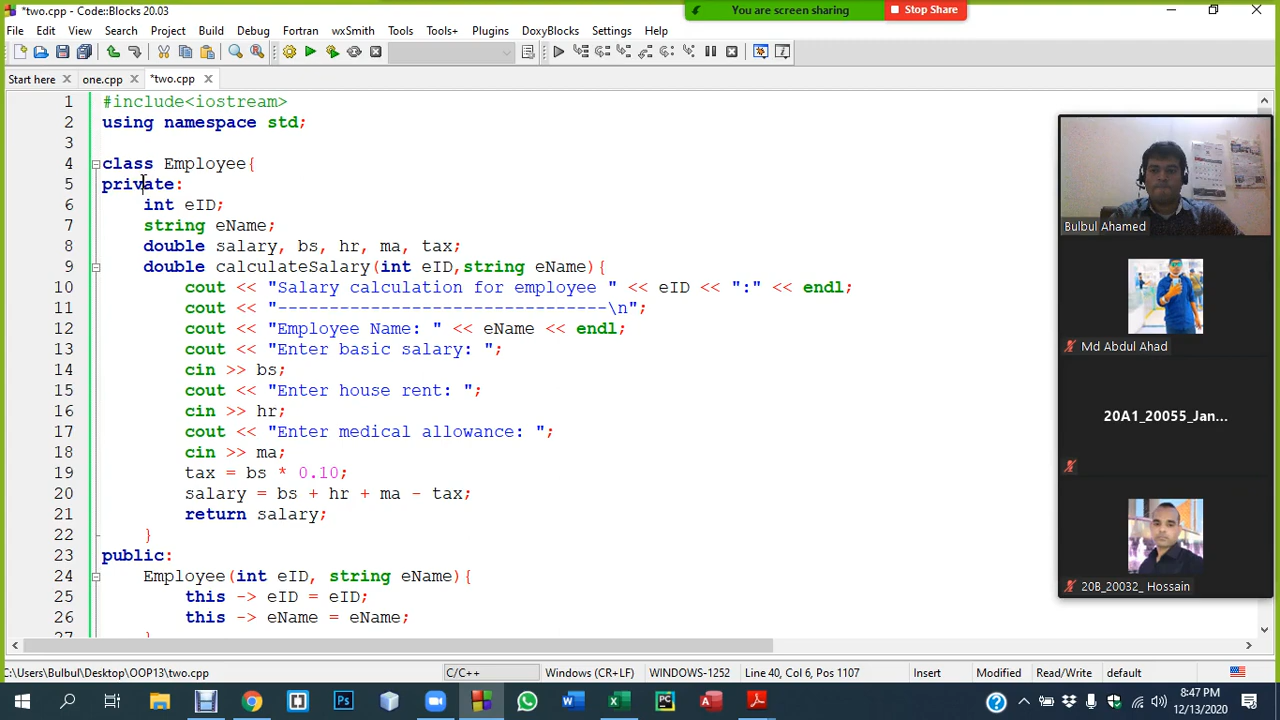 *two.cpp - Code::Blocks 20.03
You are screen sharing
Stop Share
File Edit View Search Project Build Debug Fortran wxSmith Tools Tools+ Plugins DoxyBlocks Settings Help
Start here one.cpp *two.cpp
1 #include<iostream>
2 using namespace std;
3
4 class Employee{
5 private:
6 int eID;
7 string eName;
8 double salary, bs, hr, ma, tax;
9 double calculateSalary(int eID,string eName){
10 cout << "Salary calculation for employee " << eID << ":" << endl;
11 cout << "--------------------------------\n";
12 cout << "Employee Name: " << eName << endl;
13 cout << "Enter basic salary: ";
14 cin >> bs;
15 cout << "Enter house rent: ";
16 cin >> hr;
17 cout << "Enter medical allowance: ";
18 cin >> ma;
19 tax = bs * 0.10;
20 salary = bs + hr + ma - tax;
21 return salary;
22 }
23 public:
24 Employee(int eID, string eName){
25 this -> eID = eID;
26 this -> eName = eName;
27 }
Bulbul Ahamed
Md Abdul Ahad
20A1_20055_Jan...
20B_20032_ Hossain
C:\Users\Bulbul\Desktop\OOP13\two.cpp C/C++ Windows (CR+LF) WINDOWS-1252 Line 40, Col 6, Pos 1107 Insert Modified Read/Write default
8:47 PM
12/13/2020